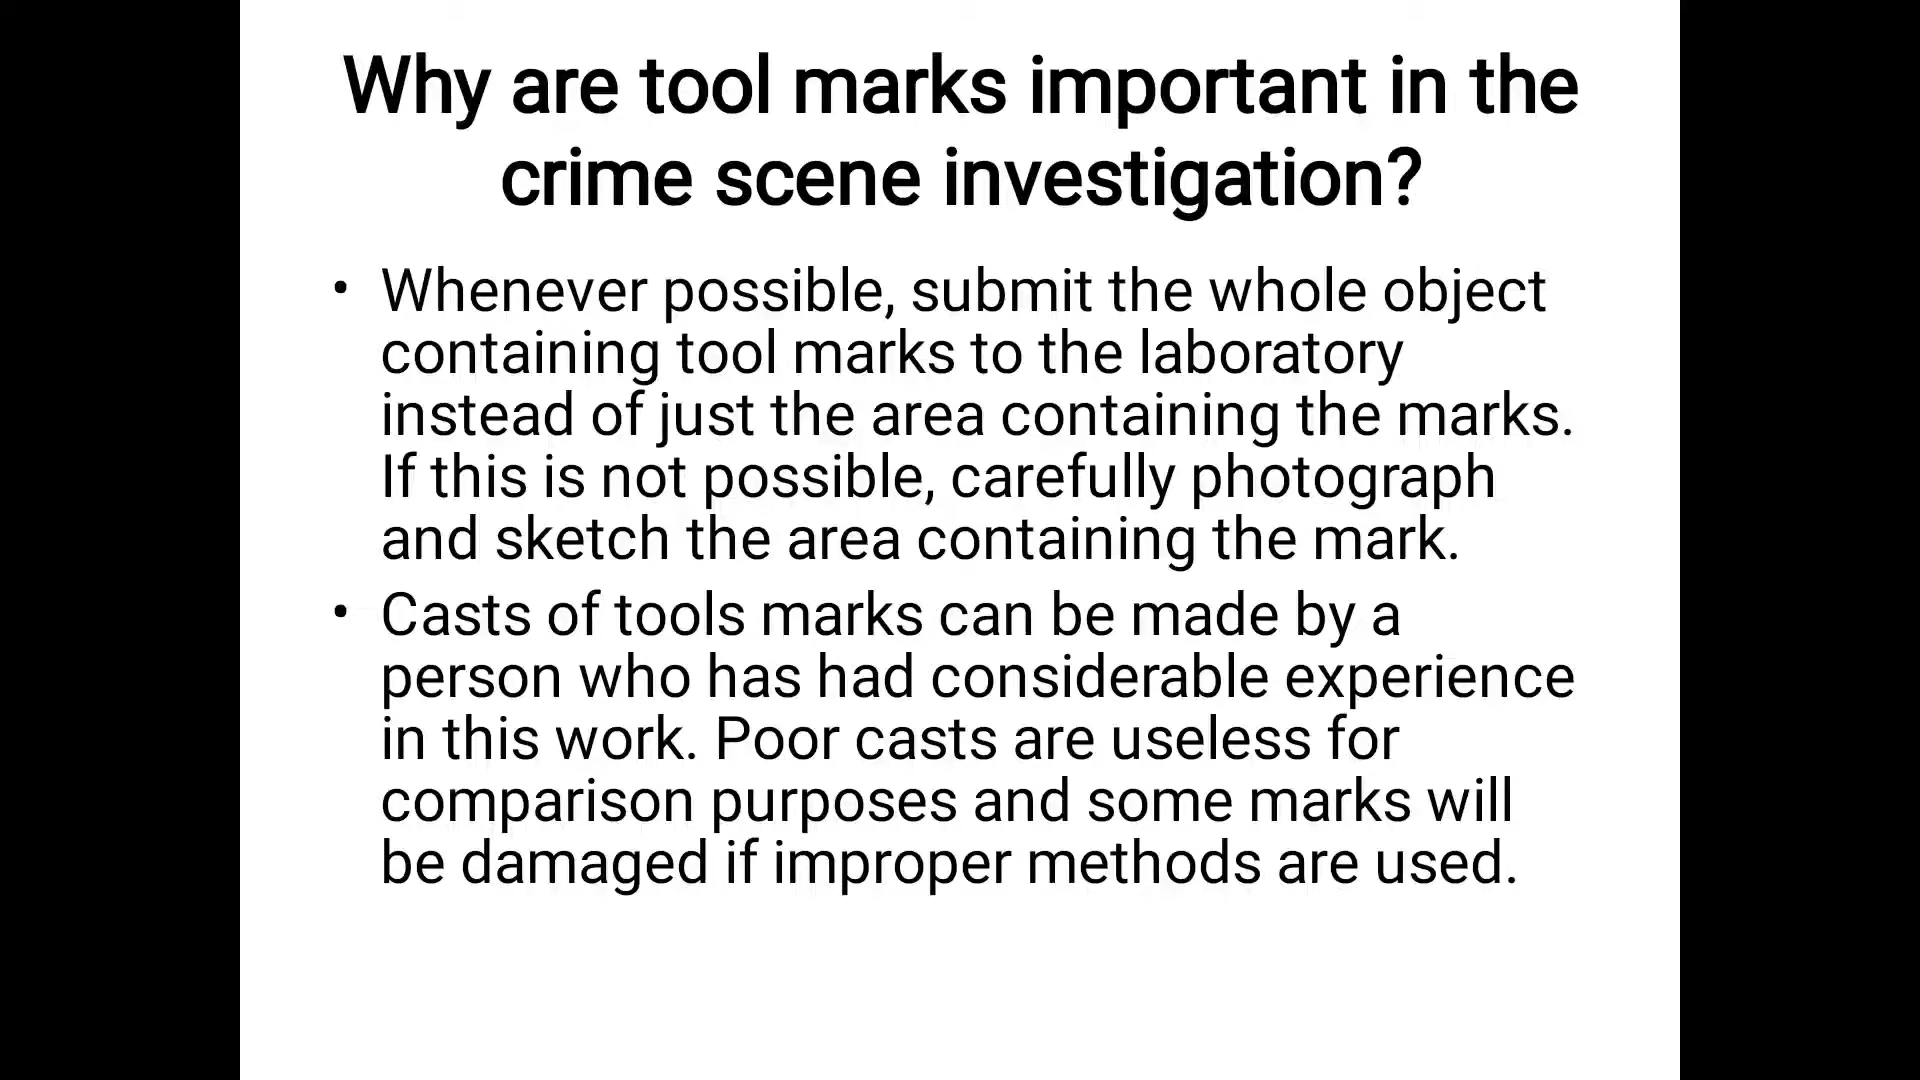 Why are tool marks important in the
crime scene investigation?
• Whenever possible, submit the whole object
containing tool marks to the laboratory
instead of just the area containing the marks.
If this is not possible, carefully photograph
and sketch the area containing the mark.
• Casts of tools marks can be made by a
person who has had considerable experience
in this work. Poor casts are useless for
comparison purposes and some marks will
be damaged if improper methods are used.